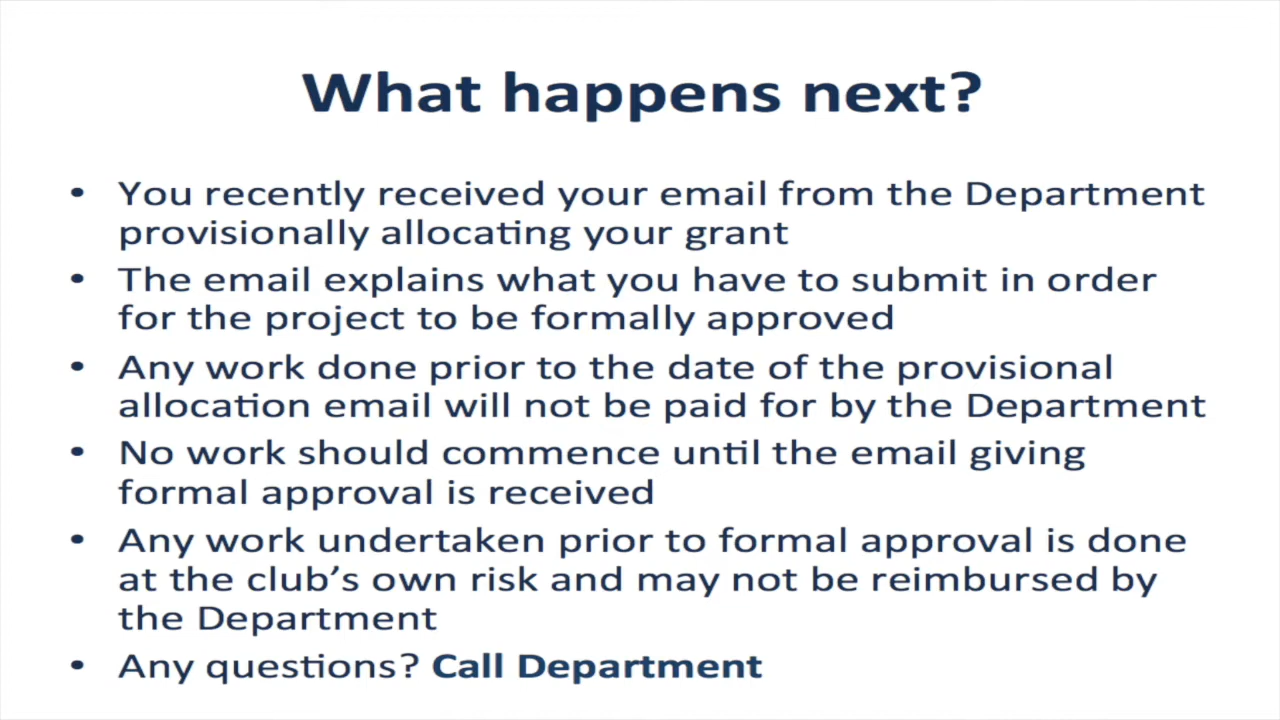 What happens next?
• You recently received your email from the Department
provisionally allocating your grant
• The email explains what you have to submit in order
for the project to be formally approved
• Any work done prior to the date of the provisional
allocation email will not be paid for by the Department
• No work should commence until the email giving
formal approval is received
• Any work undertaken prior to formal approval is done
at the club’s own risk and may not be reimbursed by
the Department
• Any questions? Call Department